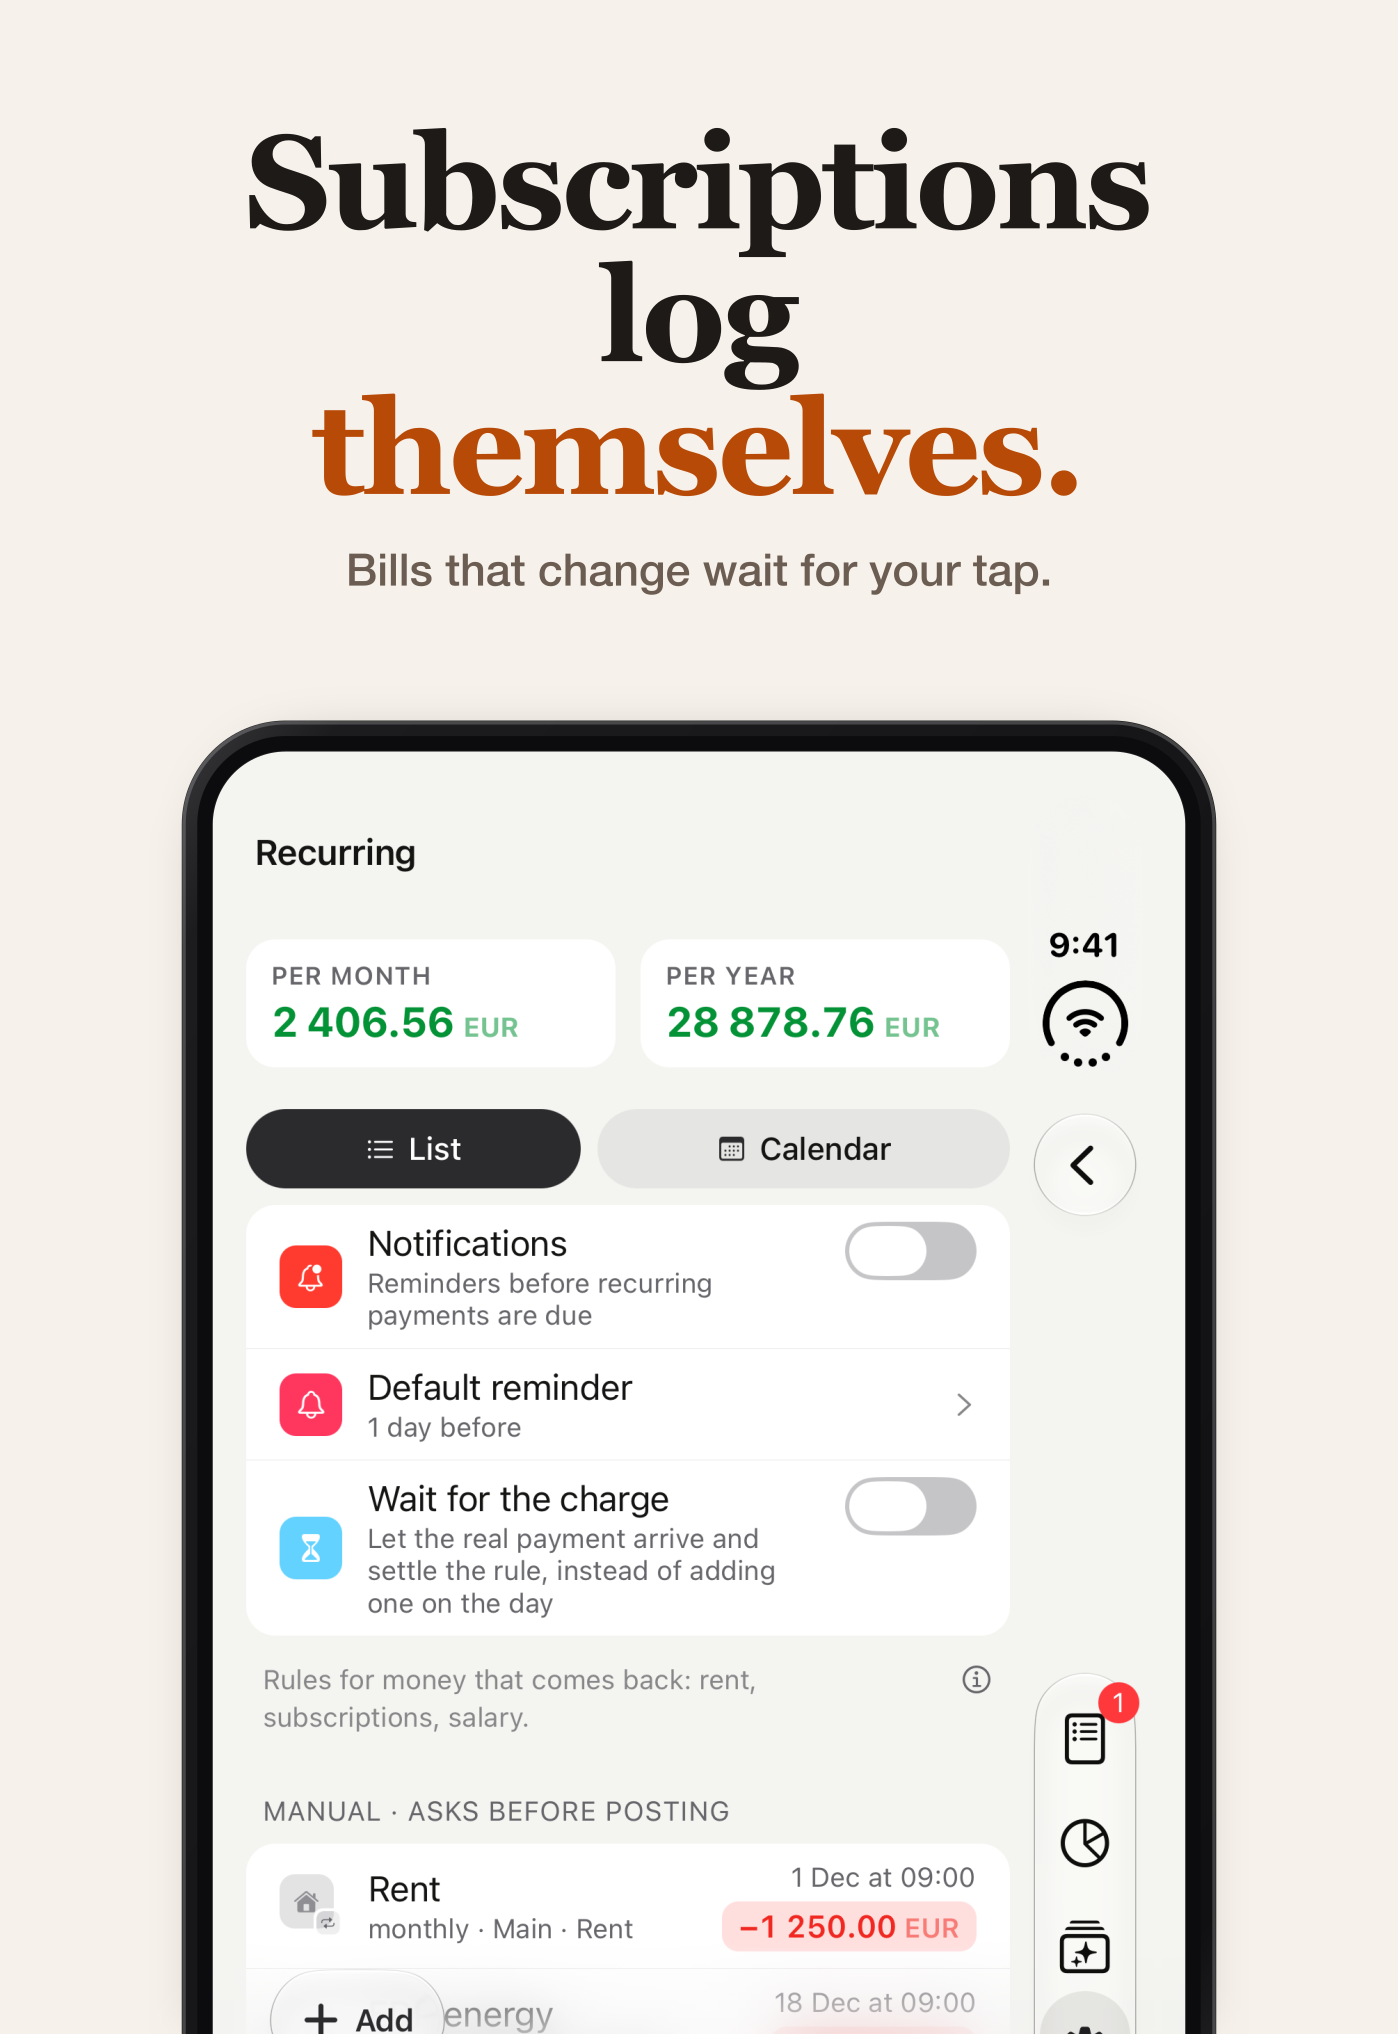 Subscriptions
log
themselves.
Bills that change wait for your tap.
Recurring
9:41
PER MONTH
2 406.56 EUR
PER YEAR
28 878.76 EUR
List
Calendar
Notifications
Reminders before recurring
payments are due
Default reminder
1 day before
Wait for the charge
Let the real payment arrive and
settle the rule, instead of adding
one on the day
Rules for money that comes back: rent,
subscriptions, salary.
1
MANUAL · ASKS BEFORE POSTING
Rent
monthly · Main · Rent
1 Dec at 09:00
−1 250.00 EUR
energy
18 Dec at 09:00
Add